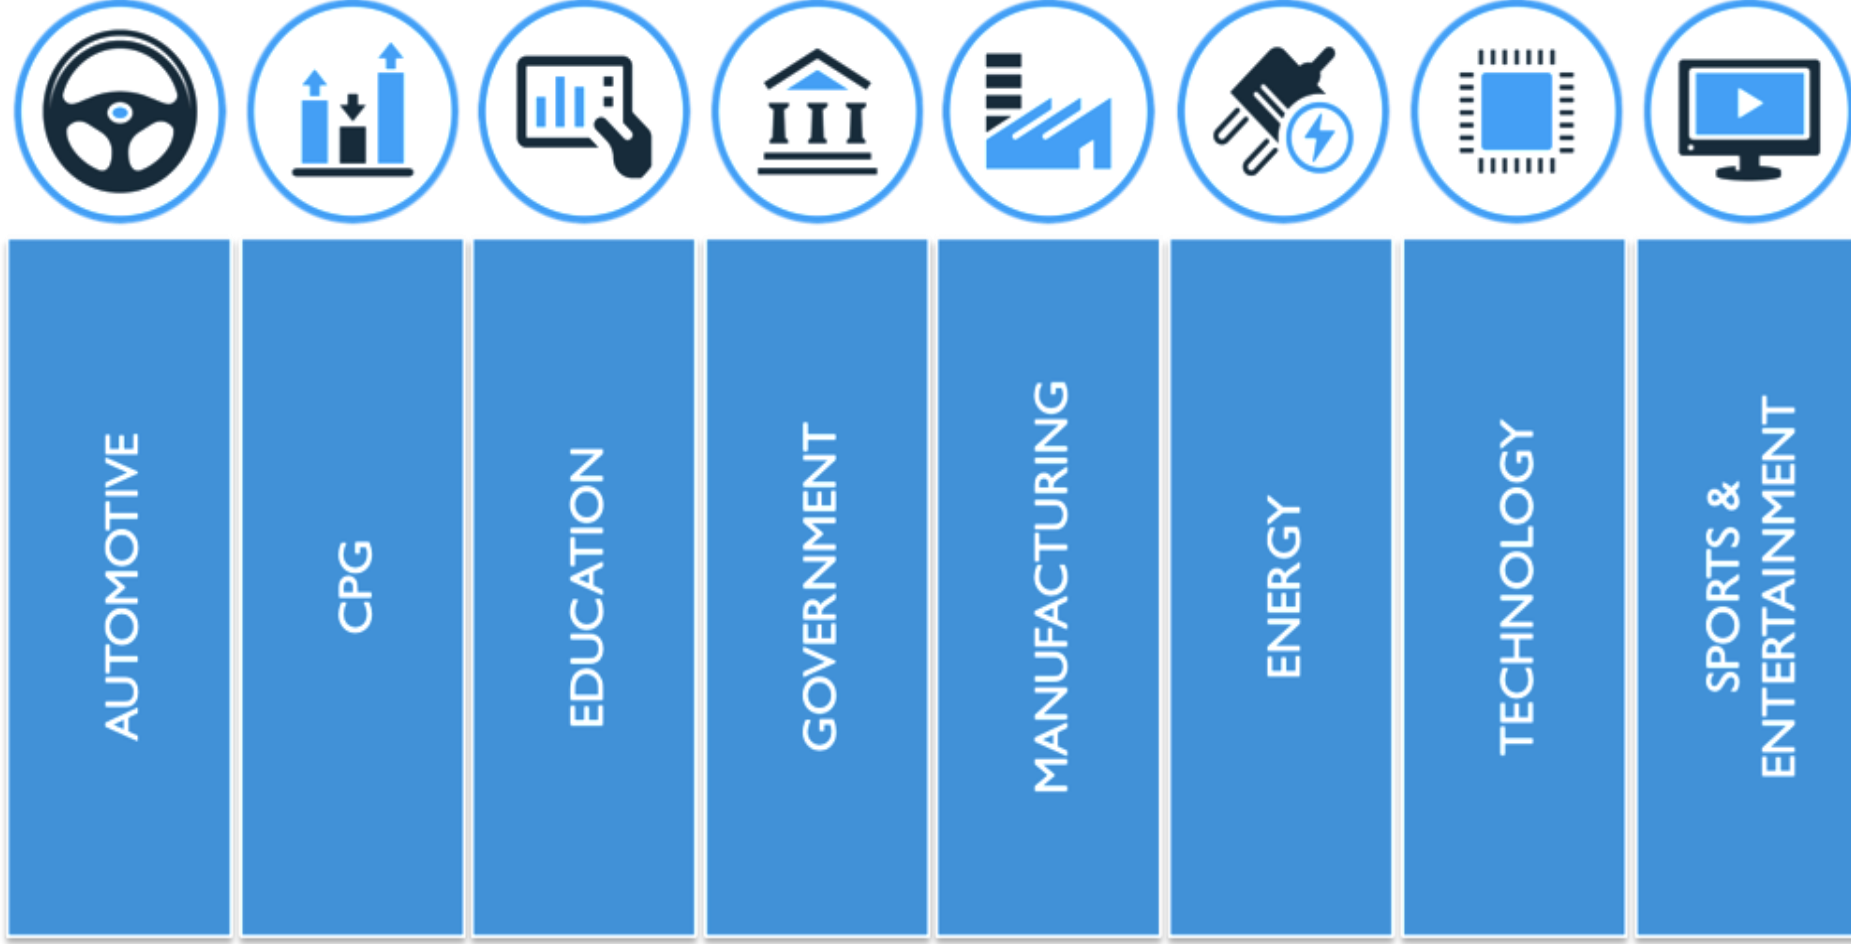 AUTOMOTIVE
CPG
EDUCATION
GOVERNMENT
MANUFACTURING
ENERGY
TECHNOLOGY
SPORTS &
ENTERTAINMENT